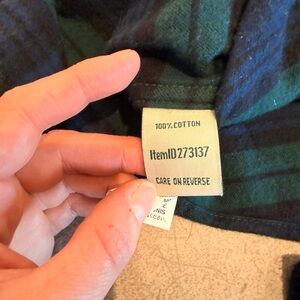 100% COTTON
ItemID273137
CARE ON REVERSE